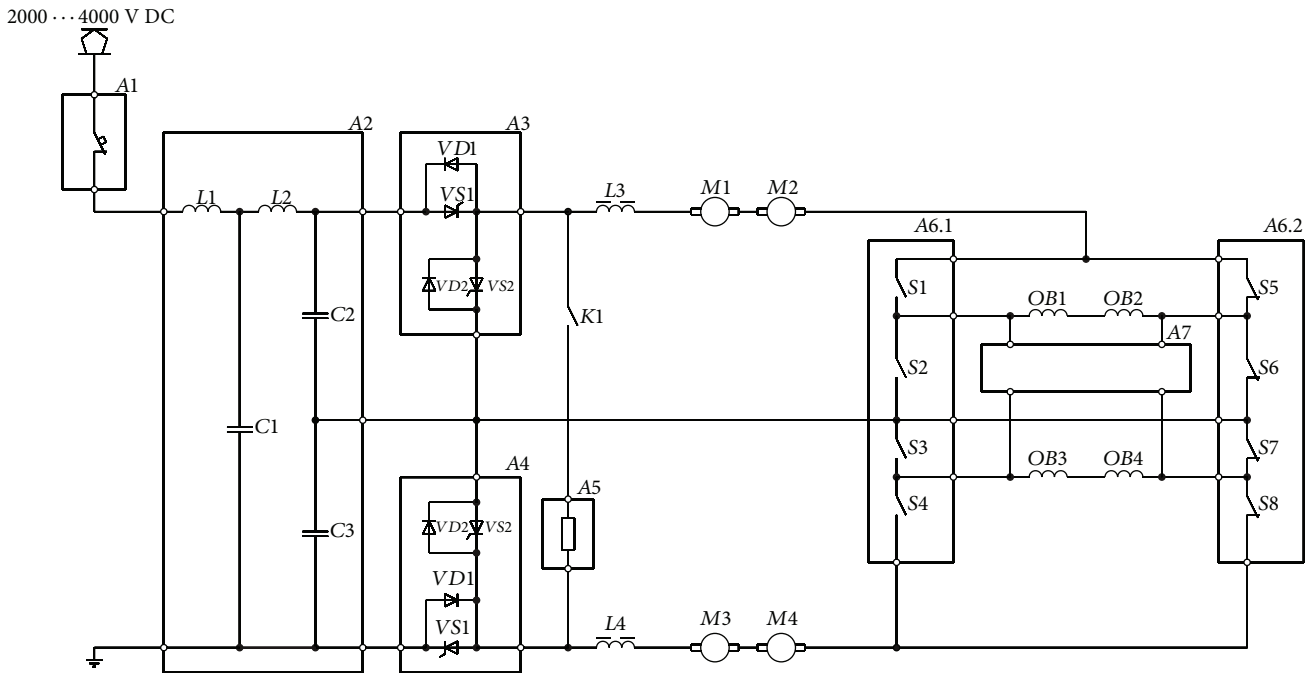 2000 ··· 4000 V DC
A1
A2
A3
VD1
L1
L2
VS1
L3
M1
M2
A6.1
A6.2
VD2
VS2
S1
OB1
OB2
S5
C2
K1
A7
S2
S6
C1
S3
OB3
OB4
S7
A4
A5
VD2
VS2
S4
S8
C3
VD1
VS1
L4
M3
M4